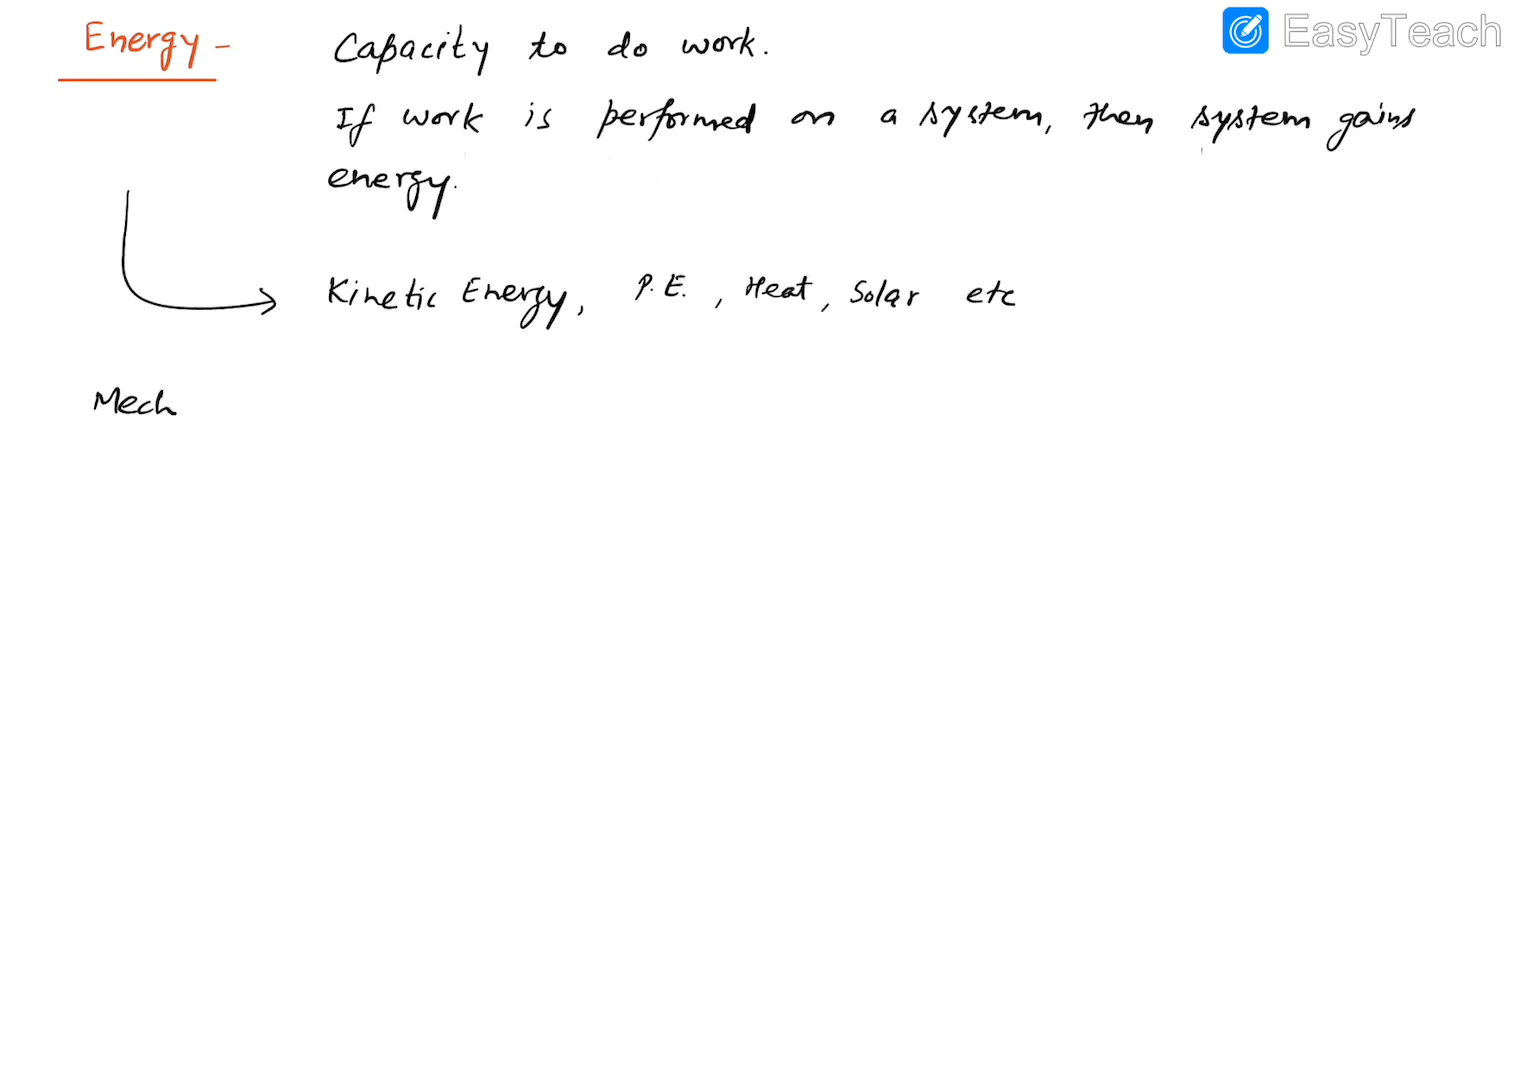 Energy - Capacity to do work.
EasyTeach
If work is performed on a system, then system gains
energy.
Kinetic Energy, P.E., Heat, Solar etc
Mech